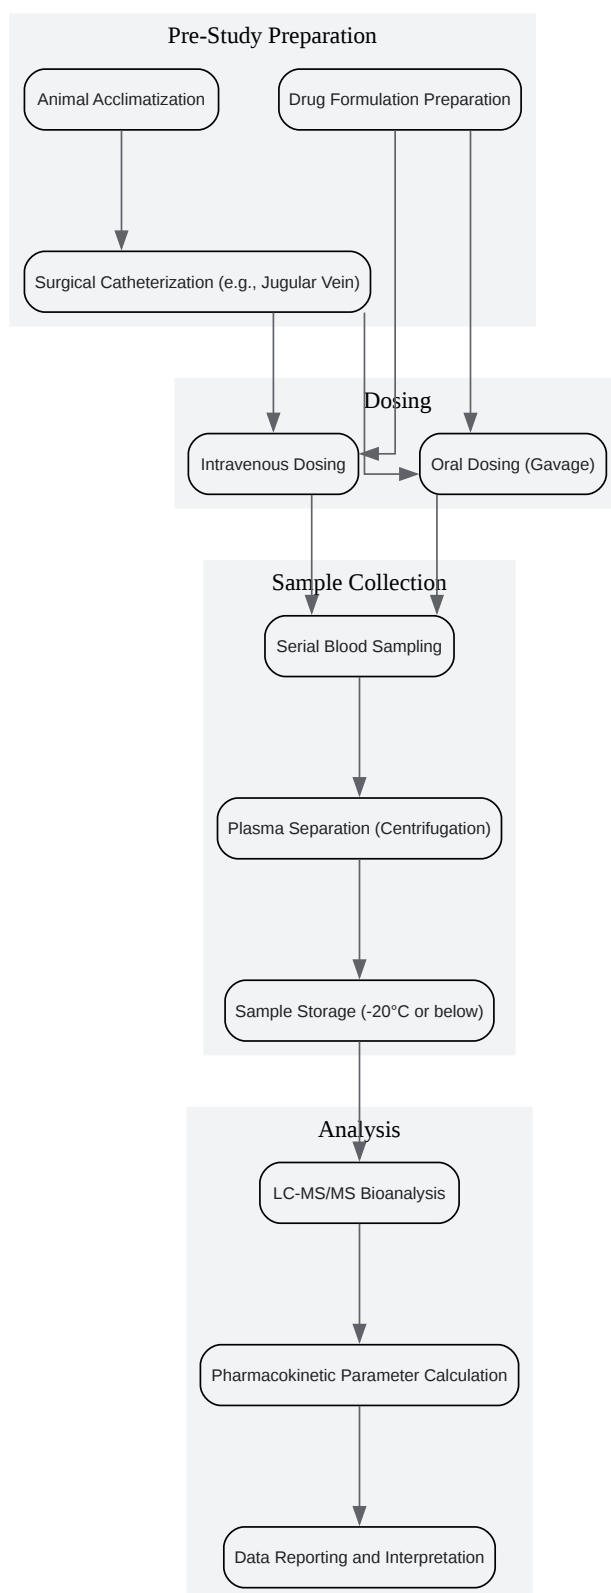 Pre-Study Preparation
Animal Acclimatization
Drug Formulation Preparation
Surgical Catheterization (e.g., Jugular Vein)
Dosing
Intravenous Dosing
Oral Dosing (Gavage)
Sample Collection
Serial Blood Sampling
Plasma Separation (Centrifugation)
Sample Storage (-20°C or below)
Analysis
LC-MS/MS Bioanalysis
Pharmacokinetic Parameter Calculation
Data Reporting and Interpretation